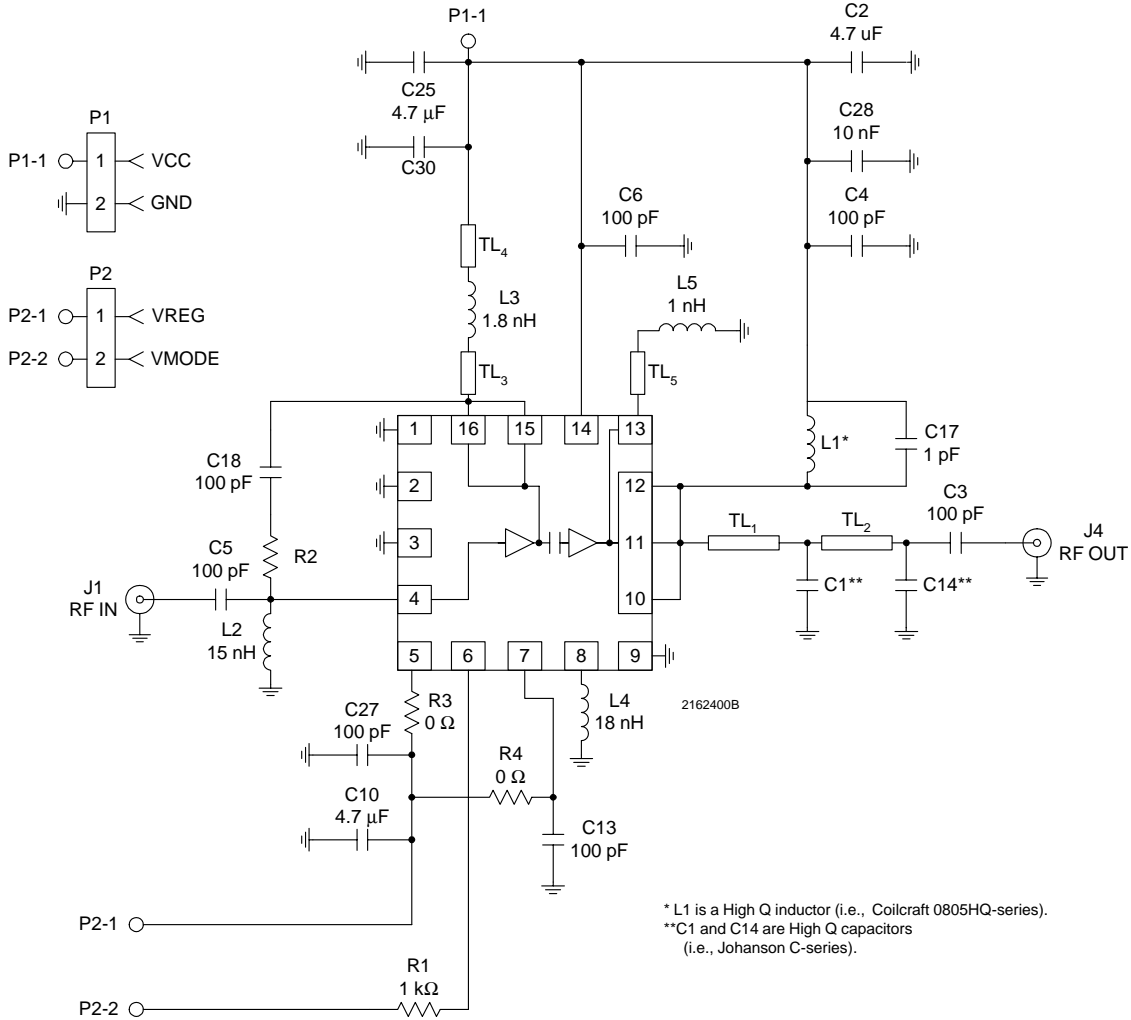 P1-1
C2
4.7 uF
C25
4.7 μF
C28
10 nF
P1
P1-1
1
VCC
C30
2
GND
C6
100 pF
C4
100 pF
TL4
P2
L5
1 nH
L3
1.8 nH
P2-1
1
VREG
P2-2
2
VMODE
TL3
TL5
1
16
15
14
13
L1*
C17
1 pF
C18
100 pF
2
12
C3
100 pF
TL1
TL2
J4
RF OUT
3
11
R2
C5
100 pF
C1**
C14**
J1
RF IN
4
10
L2
15 nH
5
6
7
8
9
R3
0 Ω
L4
18 nH
2162400B
C27
100 pF
R4
0 Ω
C10
4.7 μF
C13
100 pF
* L1 is a High Q inductor (i.e., Coilcraft 0805HQ-series).
**C1 and C14 are High Q capacitors
(i.e., Johanson C-series).
P2-1
R1
1 kΩ
P2-2